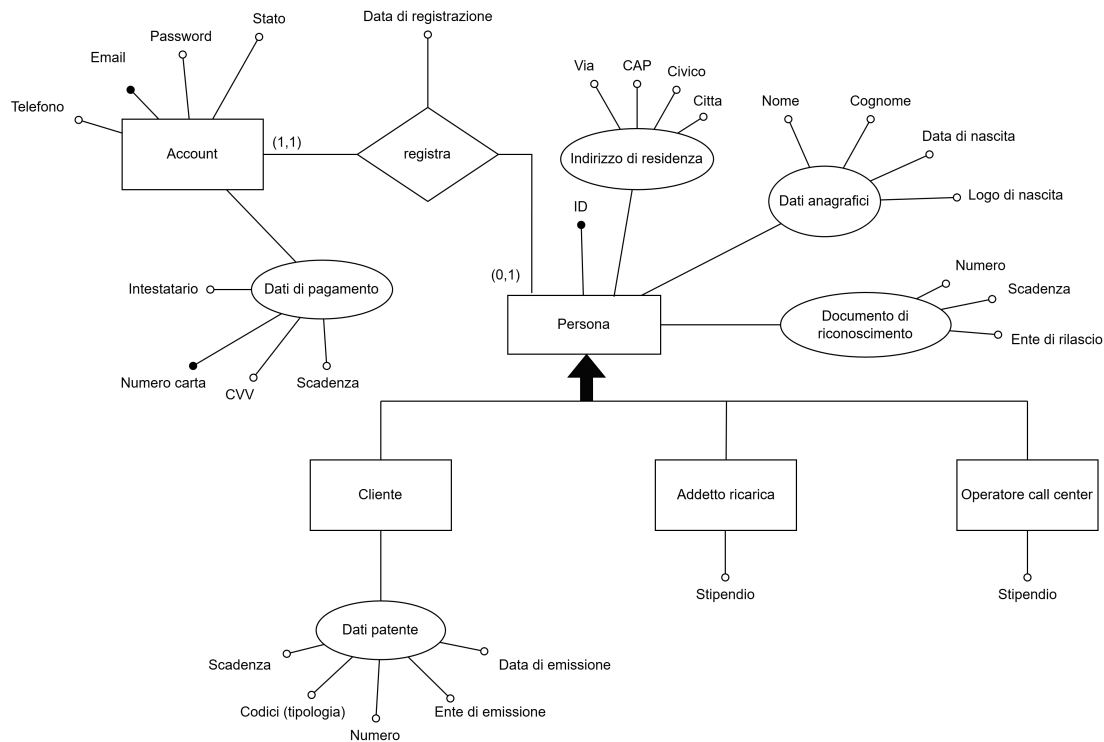 Stato
Data di registrazione
Password
Email
Telefono
Account
(1,1)
registra
Via
CAP
Civico
Citta
Indirizzo di residenza
Nome
Cognome
Data di nascita
Logo di nascita
Dati anagrafici
ID
(0,1)
Intestatario
Dati di pagamento
Numero carta
CVV
Scadenza
Persona
Numero
Scadenza
Documento di
riconoscimento
Ente di rilascio
Cliente
Addetto ricarica
Operatore call center
Stipendio
Stipendio
Dati patente
Scadenza
Data di emissione
Codici (tipologia)
Ente di emissione
Numero